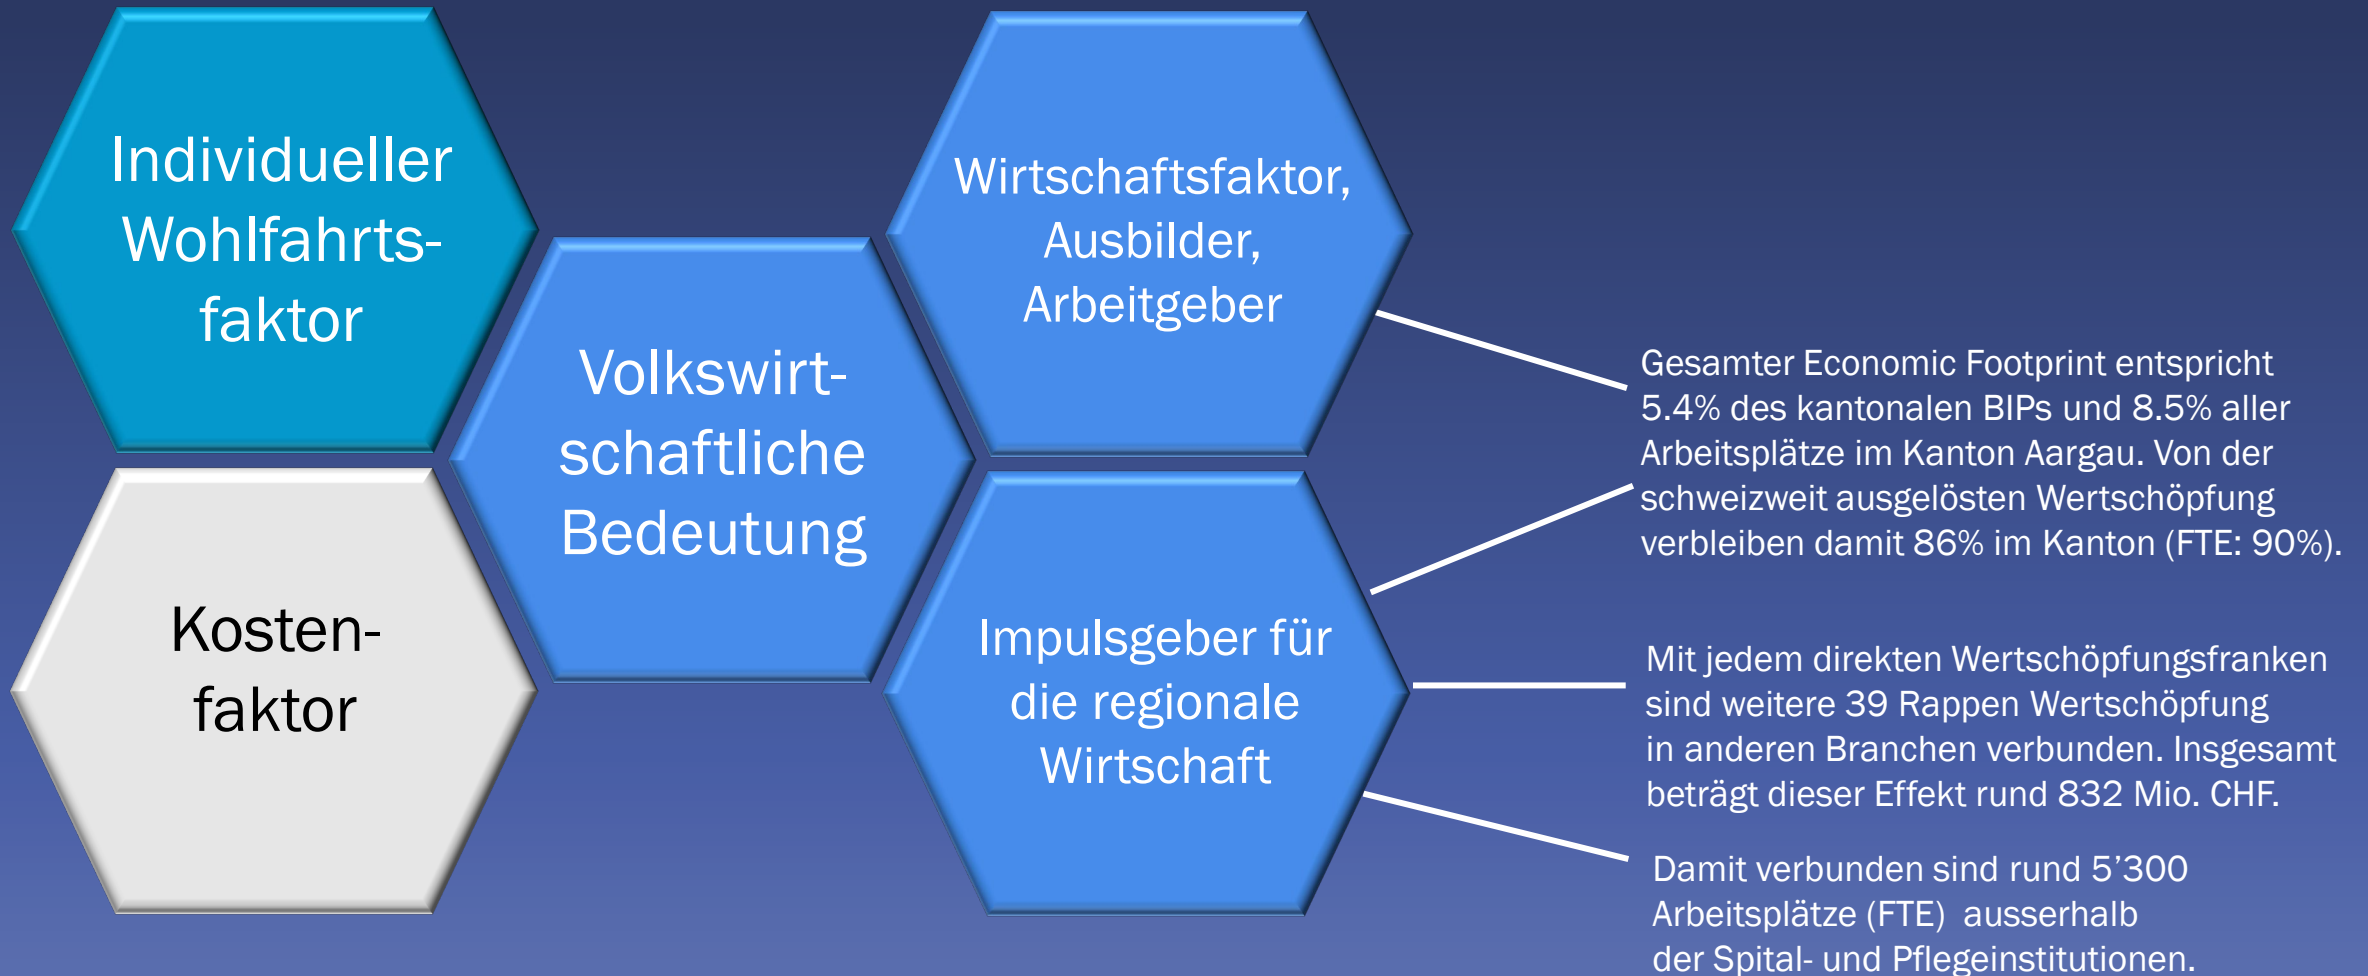 Individueller
Wohlfahrts-
faktor
Kosten-
faktor
Volkswirt-
schaftliche
Bedeutung
Wirtschaftsfaktor,
Ausbilder,
Arbeitgeber
Impulsgeber für
die regionale
Wirtschaft
Gesamter Economic Footprint entspricht
5.4% des kantonalen BIPs und 8.5% aller
Arbeitsplätze im Kanton Aargau. Von der
schweizweit ausgelösten Wertschöpfung
verbleiben damit 86% im Kanton (FTE: 90%).
Mit jedem direkten Wertschöpfungsfranken
sind weitere 39 Rappen Wertschöpfung
in anderen Branchen verbunden. Insgesamt
beträgt dieser Effekt rund 832 Mio. CHF.
Damit verbunden sind rund 5’300
Arbeitsplätze (FTE)  ausserhalb
der Spital- und Pflegeinstitutionen.